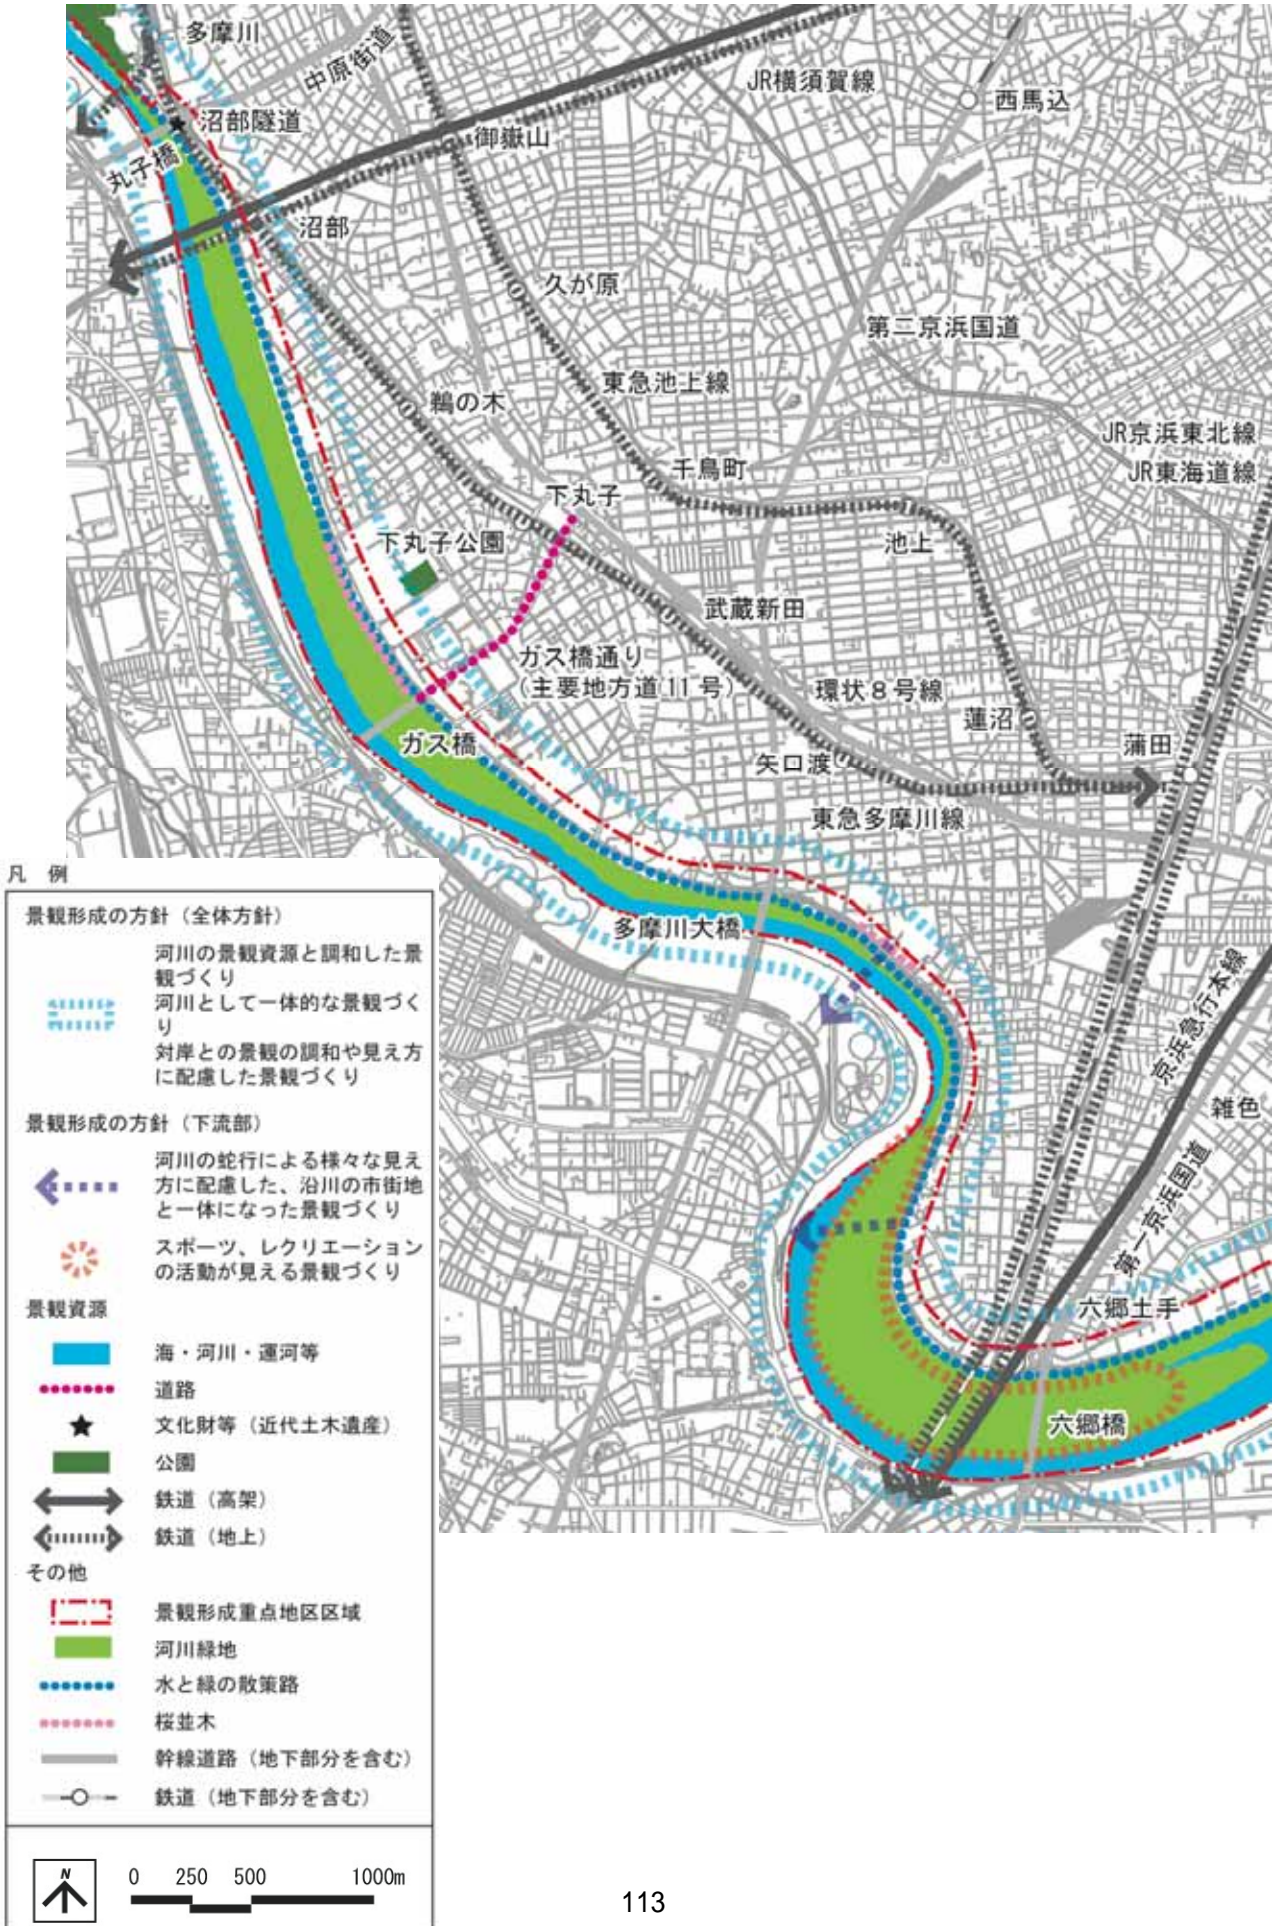 多摩川
中原街道
JR横須賀線
西馬込
沼部隧道
御嶽山
丸子橋
沼部
久が原
第二京浜国道
東急池上線
鵜の木
JR京浜東北線
JR東海道線
千鳥町
下丸子
下丸子公園
池上
武蔵新田
ガス橋通り
(主要地方道11号)
環状8号線
蓮沼
ガス橋
蒲田
矢口渡
東急多摩川線
多摩川大橋
京浜急行本線
雑色
第一京浜国道
六郷土手
六郷橋
凡 例
景観形成の方針(全体方針)
河川の景観資源と調和した景
観づくり
河川として一体的な景観づく
り
対岸との景観の調和や見え方
に配慮した景観づくり
景観形成の方針(下流部)
河川の蛇行による様々な見え
方に配慮した、沿川の市街地
と一体になった景観づくり
スポーツ、レクリエーション
の活動が見える景観づくり
景観資源
海・河川・運河等
道路
文化財等(近代土木遺産)
公園
鉄道(高架)
鉄道(地上)
その他
景観形成重点地区区域
河川緑地
水と緑の散策路
桜並木
幹線道路(地下部分を含む)
鉄道(地下部分を含む)
N
0 250 500 1000m
113